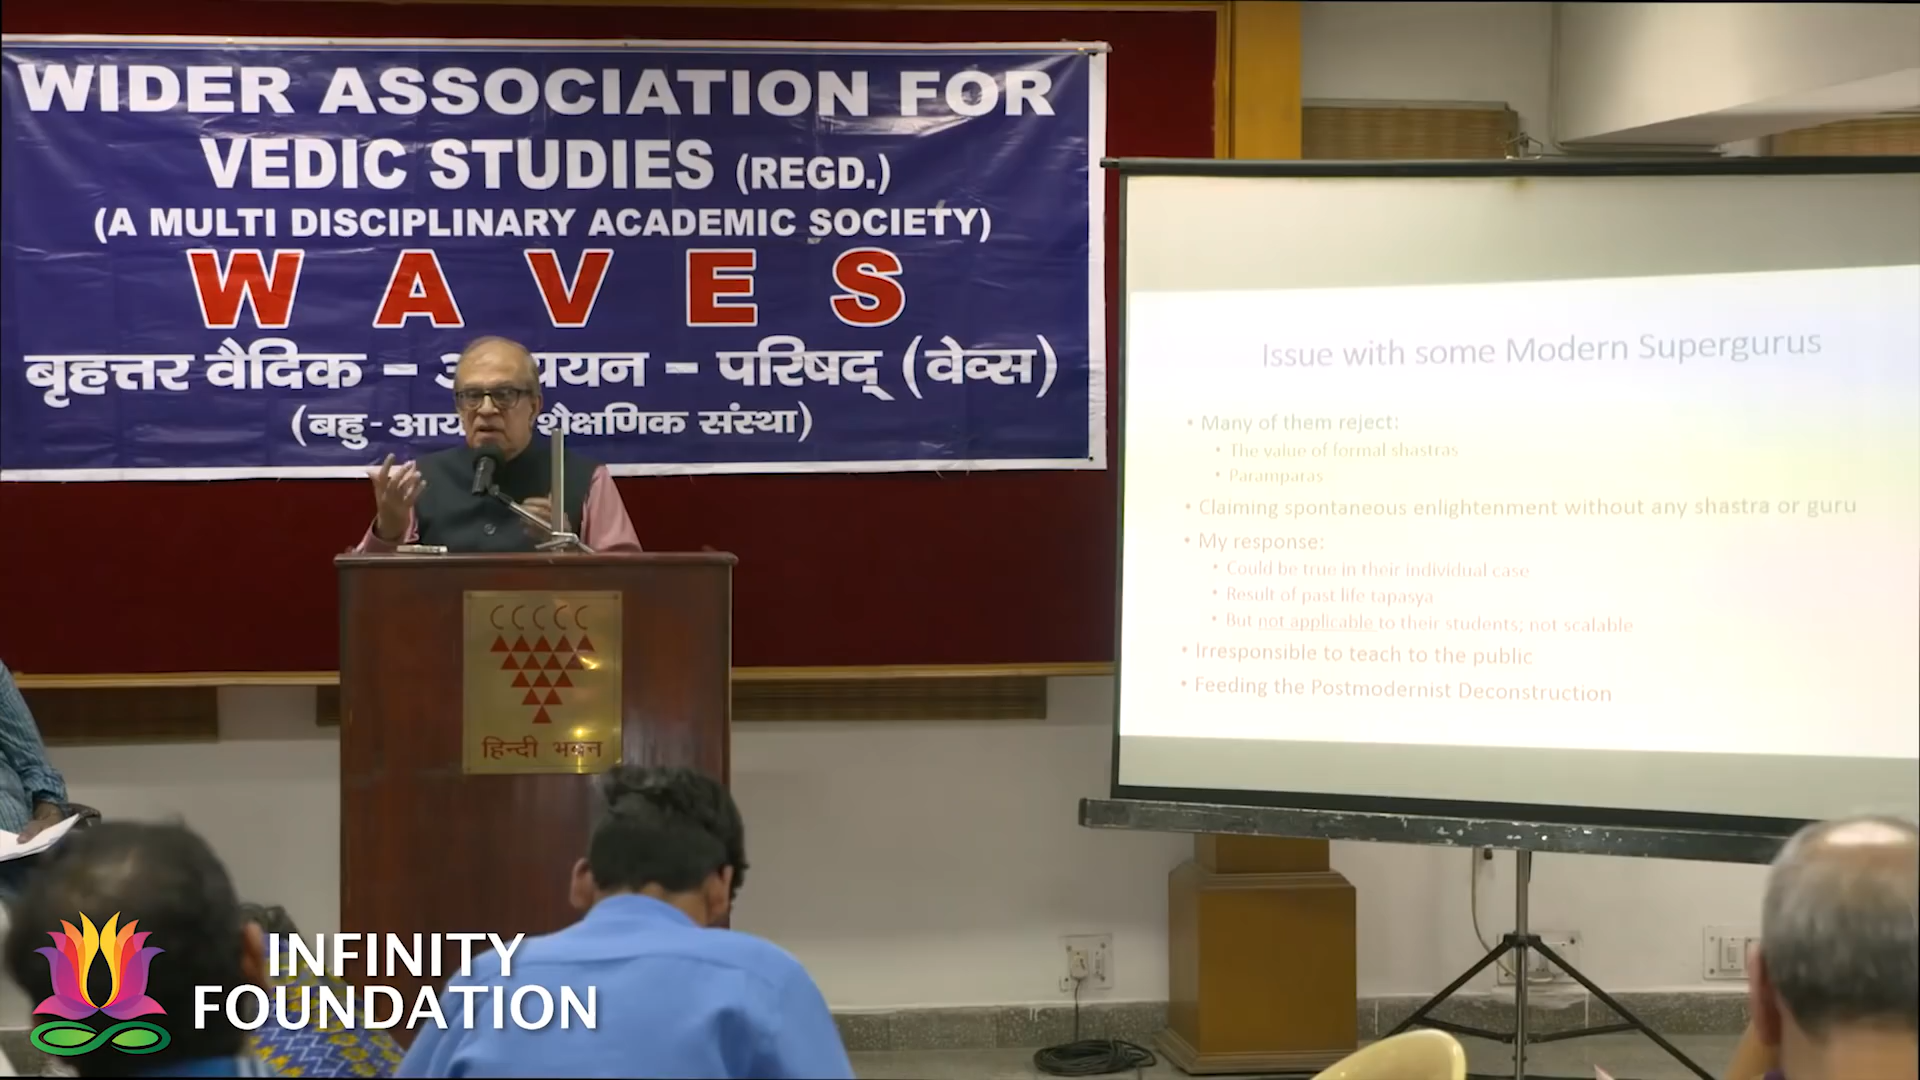 WIDER ASSOCIATION FOR
VEDIC STUDIES (REGD.)
(A MULTI DISCIPLINARY ACADEMIC SOCIETY)
W A V E S
बृहत्तर वैदिक - ययन - परिषद् (वेव्स)
(बहु - आय शैक्षणिक संस्था)
हिन्दी भवन
Issue with some Modern Supergurus
• Many of them reject:
• The value of formal shastras
• Paramparas
• Claiming spontaneous enlightenment without any shastra or guru
• My response:
• Could be true in their individual case
• Result of past life tapasya
• But not applicable to their students; not scalable
• Irresponsible to teach to the public
• Feeding the Postmodernist Deconstruction
INFINITY
FOUNDATION